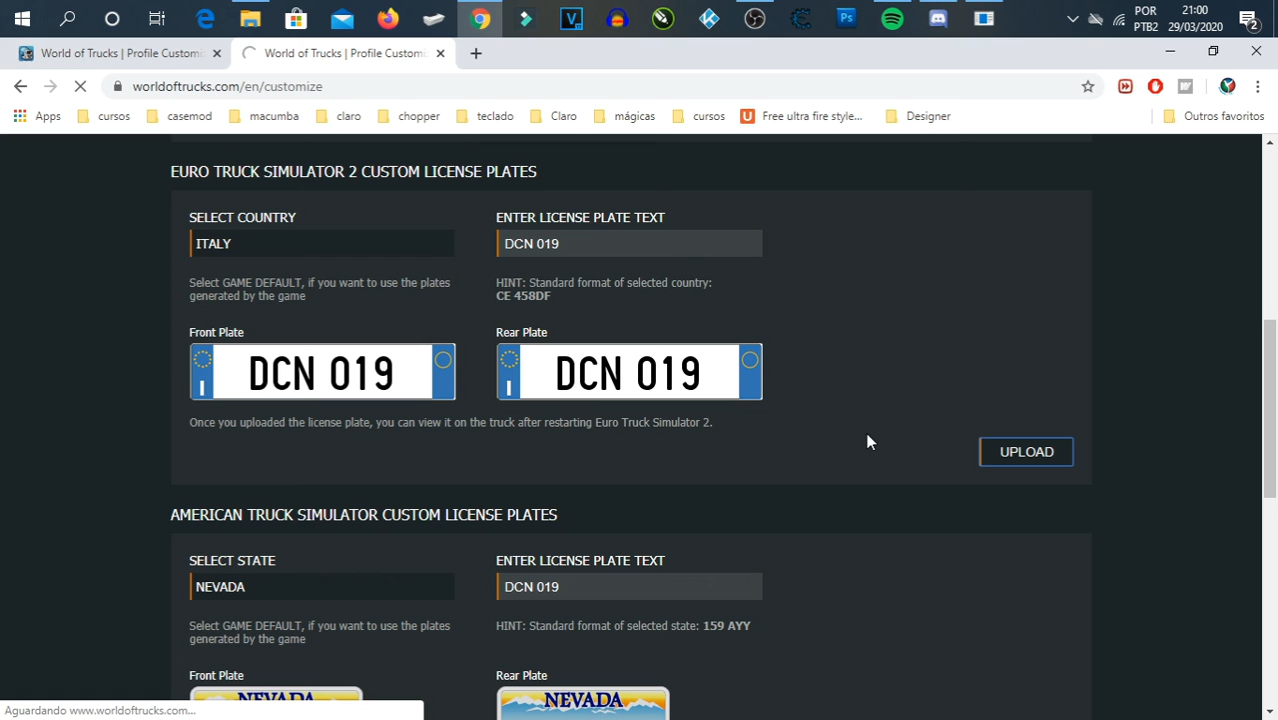 POR
PTB2
21:00
29/03/2020
2
World of Trucks | Profile Customi
World of Trucks | Profile Customi
worldoftrucks.com/en/customize
Apps cursos casemod macumba claro chopper teclado Claro mágicas cursos Free ultra fire style... Designer Outros favoritos
EURO TRUCK SIMULATOR 2 CUSTOM LICENSE PLATES
SELECT COUNTRY ENTER LICENSE PLATE TEXT
ITALY DCN 019
Select GAME DEFAULT, if you want to use the plates
generated by the game
HINT: Standard format of selected country:
CE 458DF
Front Plate Rear Plate
I DCN 019 I DCN 019
Once you uploaded the license plate, you can view it on the truck after restarting Euro Truck Simulator 2.
UPLOAD
AMERICAN TRUCK SIMULATOR CUSTOM LICENSE PLATES
SELECT STATE ENTER LICENSE PLATE TEXT
NEVADA DCN 019
Select GAME DEFAULT, if you want to use the plates
generated by the game
HINT: Standard format of selected state: 159 AYY
Front Plate Rear Plate
NEVADA NEVADA
Aguardando www.worldoftrucks.com...